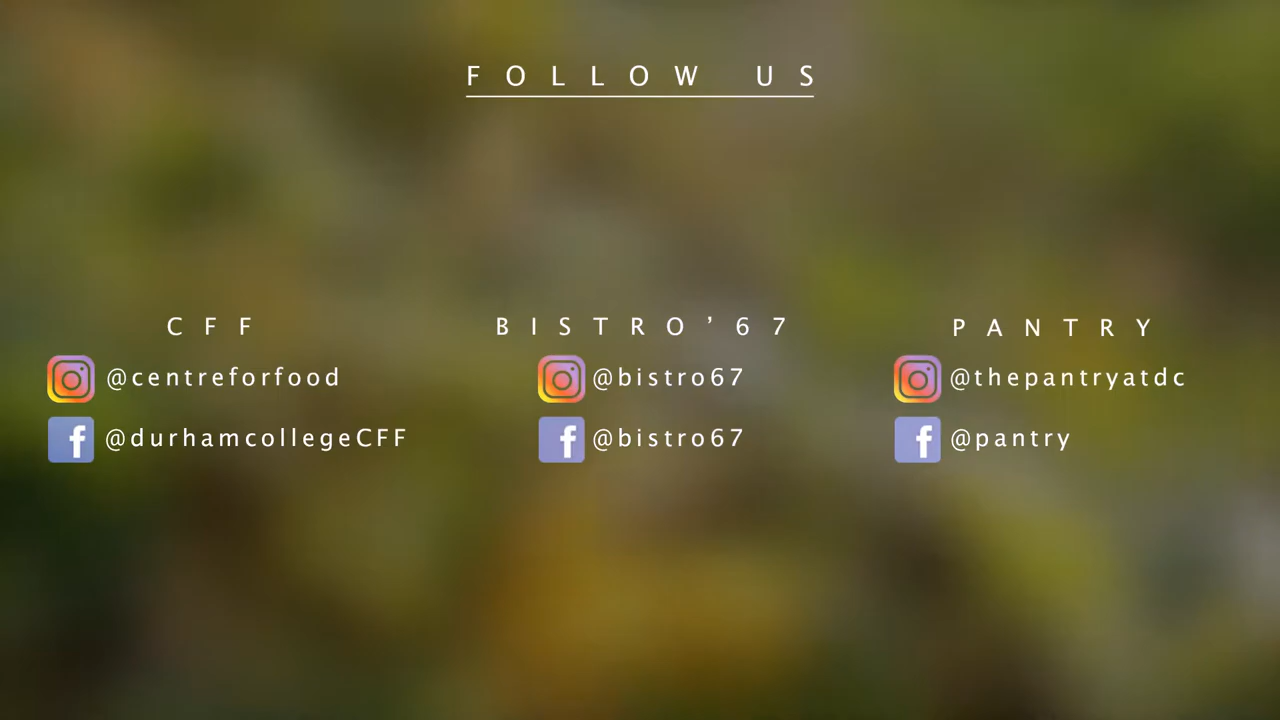 FOLLOW US
CFF
@centreforfood
@durhamcollegeCFF
BISTRO’67
@bistro67
@bistro67
PANTRY
@thepantryatdc
@pantry